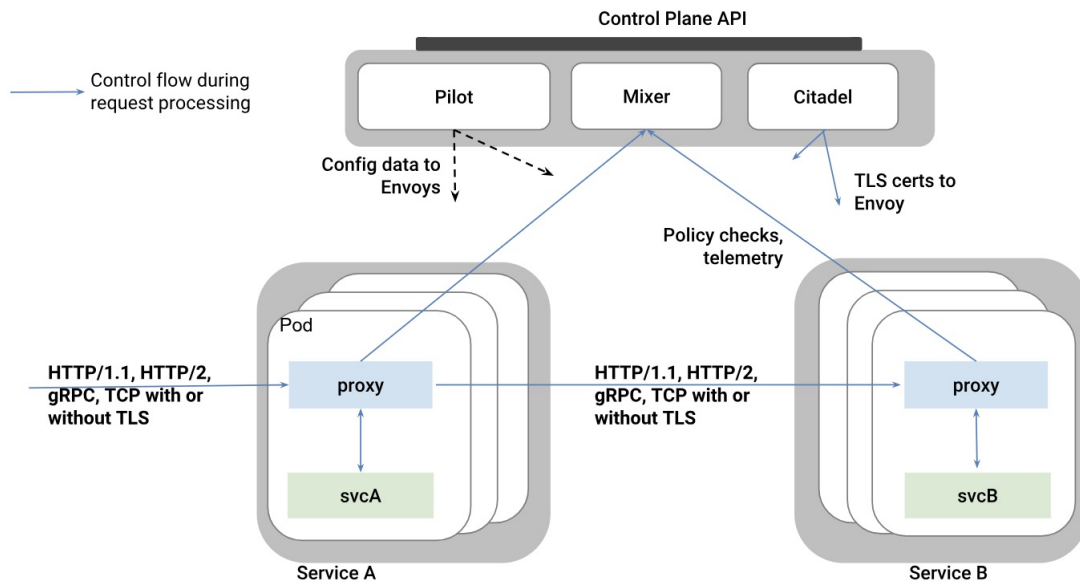 Control Plane API
Control flow during
request processing
Pilot
Mixer
Citadel
Config data to
Envoys
TLS certs to
Envoy
Policy checks,
telemetry
Pod
HTTP/1.1, HTTP/2,
gRPC, TCP with or
without TLS
proxy
HTTP/1.1, HTTP/2,
gRPC, TCP with or
without TLS
proxy
svcA
svcB
Service A
Service B